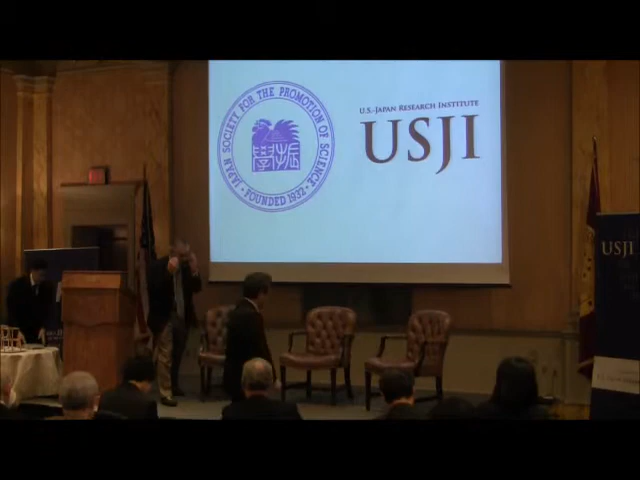 JAPAN SOCIETY FOR THE PROMOTION OF SCIENCE
· FOUNDED 1932 ·
U.S.-JAPAN RESEARCH INSTITUTE
USJI
USJI